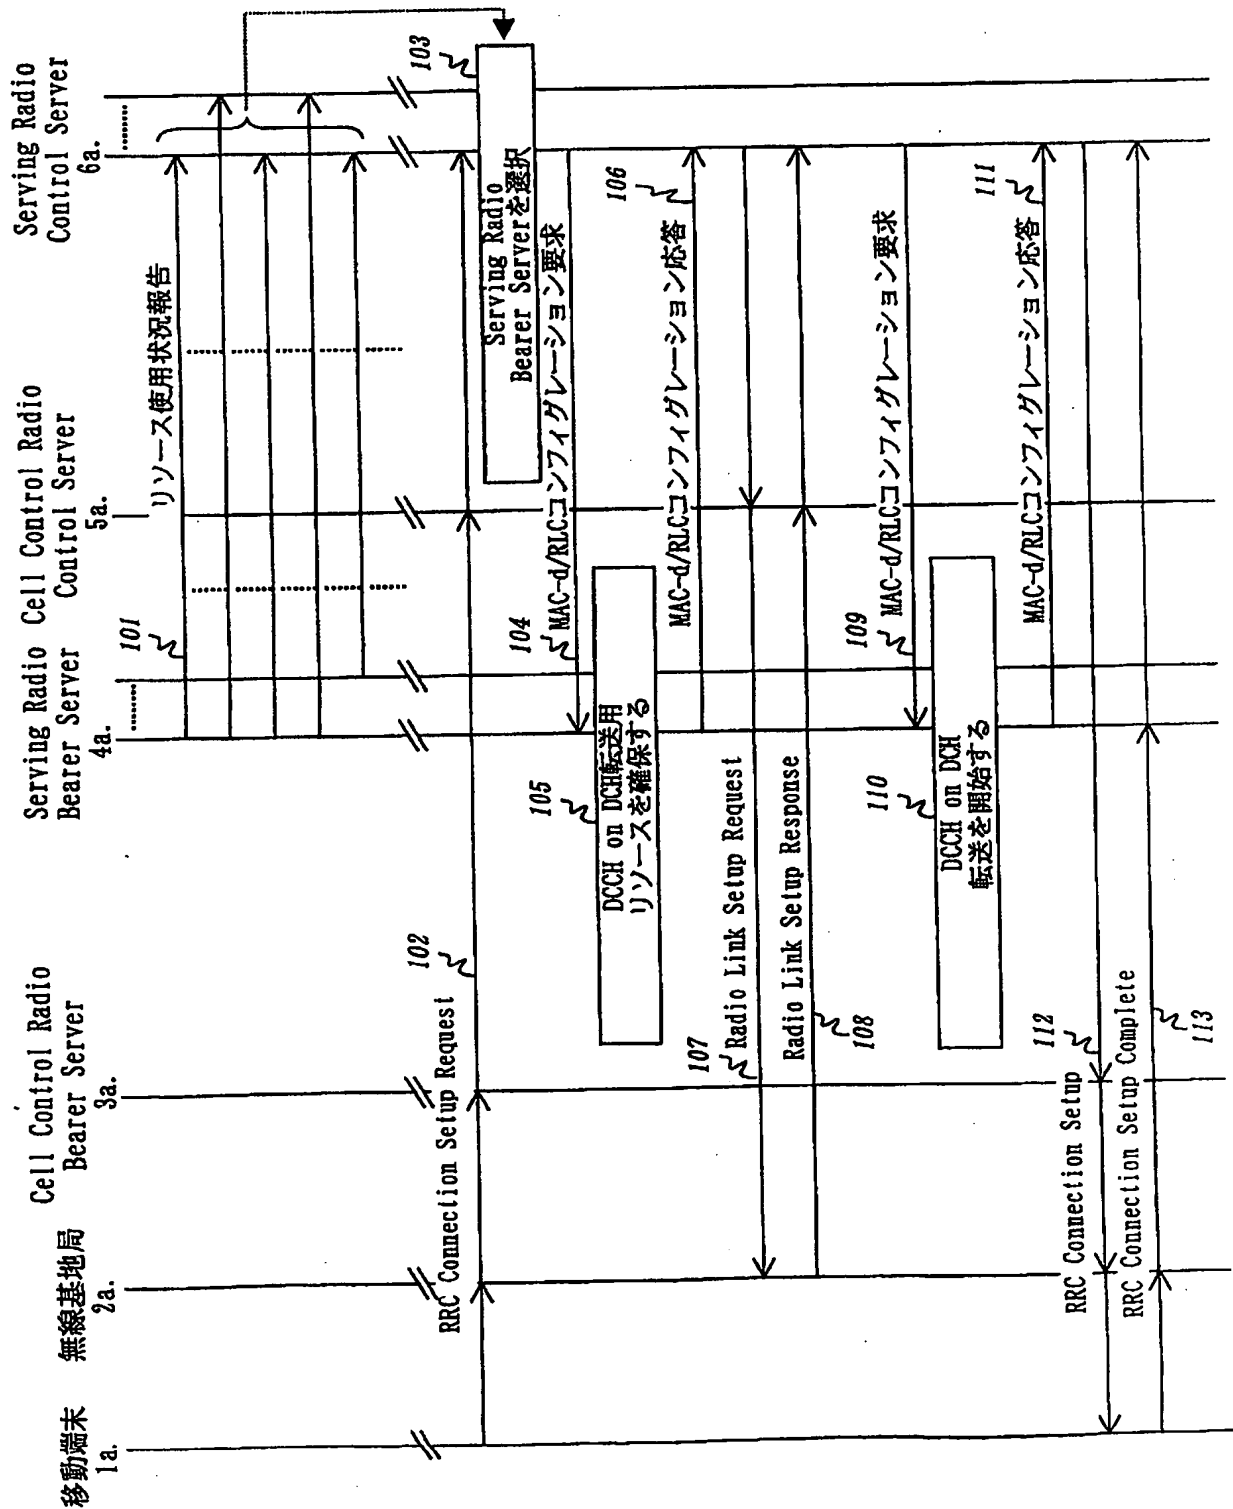 移動端末
1a.
無線基地局
2a.
Cell Control Radio
Bearer Server
3a.
Serving Radio
Bearer Server
4a.
Cell Control Radio
Control Server
5a.
Serving Radio
Control Server
6a.
101
リソース使用状況報告
RRC Connection Setup Request
102
103
Serving Radio
Bearer Serverを選択
104
MAC-d/RLCコンフィグレーション要求
105
DCCH on DCH転送用
リソースを確保する
MAC-d/RLCコンフィグレーション応答
106
107
Radio Link Setup Request
Radio Link Setup Response
108
109
MAC-d/RLCコンフィグレーション要求
110
DCCH on DCH
転送を開始する
MAC-d/RLCコンフィグレーション応答
111
RRC Connection Setup
112
RRC Connection Setup Complete
113